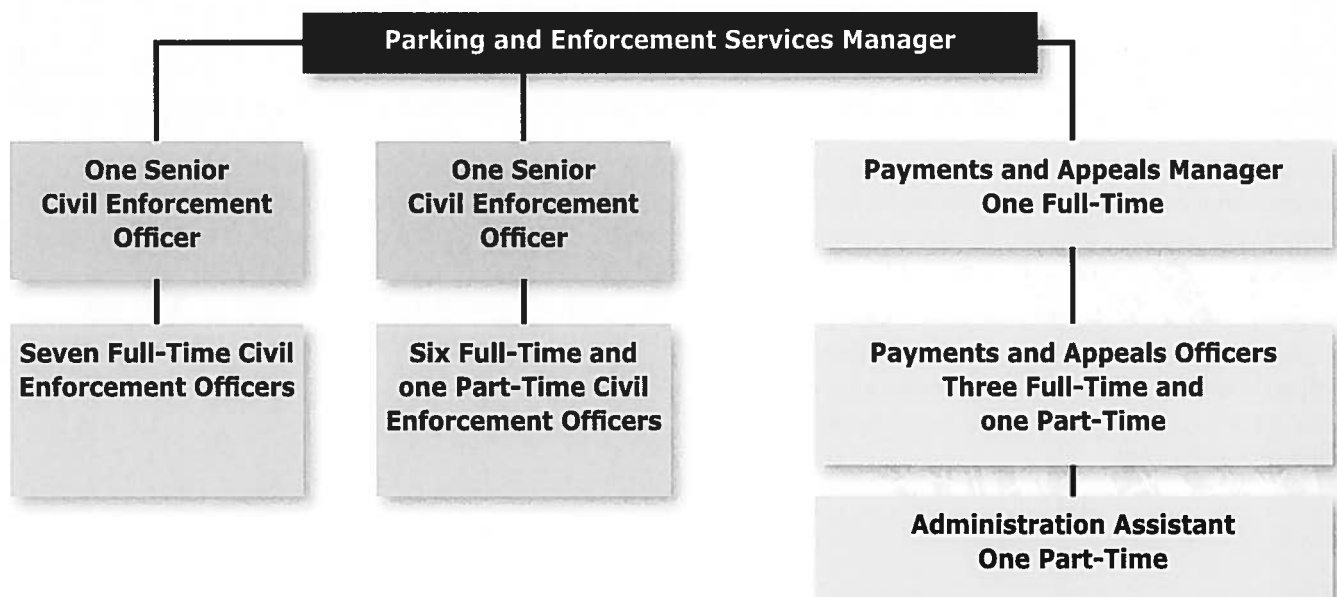 Parking and Enforcement Services Manager
One Senior
Civil Enforcement
Officer
One Senior
Civil Enforcement
Officer
Payments and Appeals Manager
One Full-Time
Seven Full-Time Civil
Enforcement Officers
Six Full-Time and
one Part-Time Civil
Enforcement Officers
Payments and Appeals Officers
Three Full-Time and
one Part-Time
Administration Assistant
One Part-Time